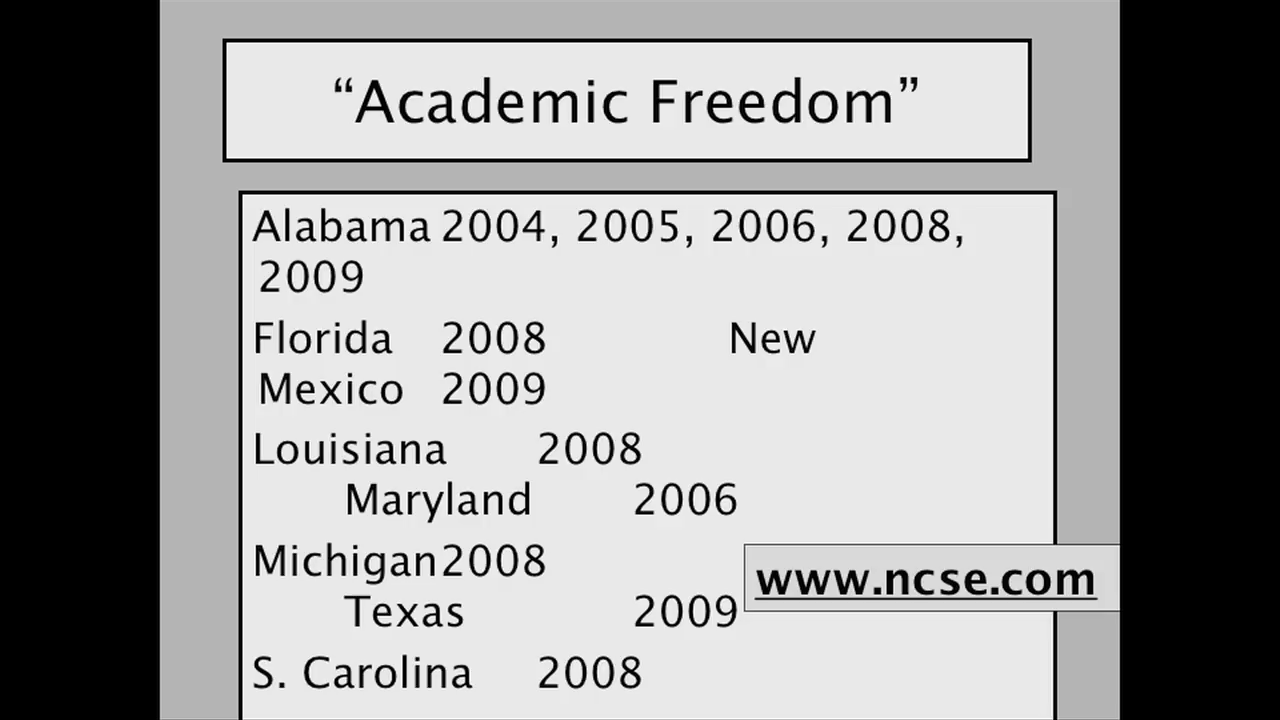 “Academic Freedom”
Alabama 2004, 2005, 2006, 2008,
2009
Florida 2008 New
Mexico 2009
Louisiana 2008
Maryland 2006
Michigan 2008
Texas 2009
S. Carolina 2008
www.ncse.com